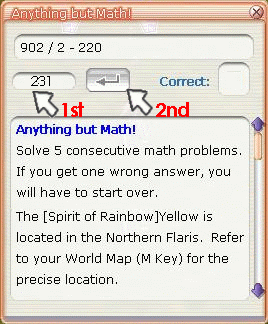 Anything but Math!
902 / 2 - 220
231
Correct:
1st
2nd
Anything but Math!
Solve 5 consecutive math problems.
If you get one wrong answer, you
will have to start over.
The [Spirit of Rainbow]Yellow is
located in the Northern Flaris. Refer
to your World Map (M Key) for the
precise location.